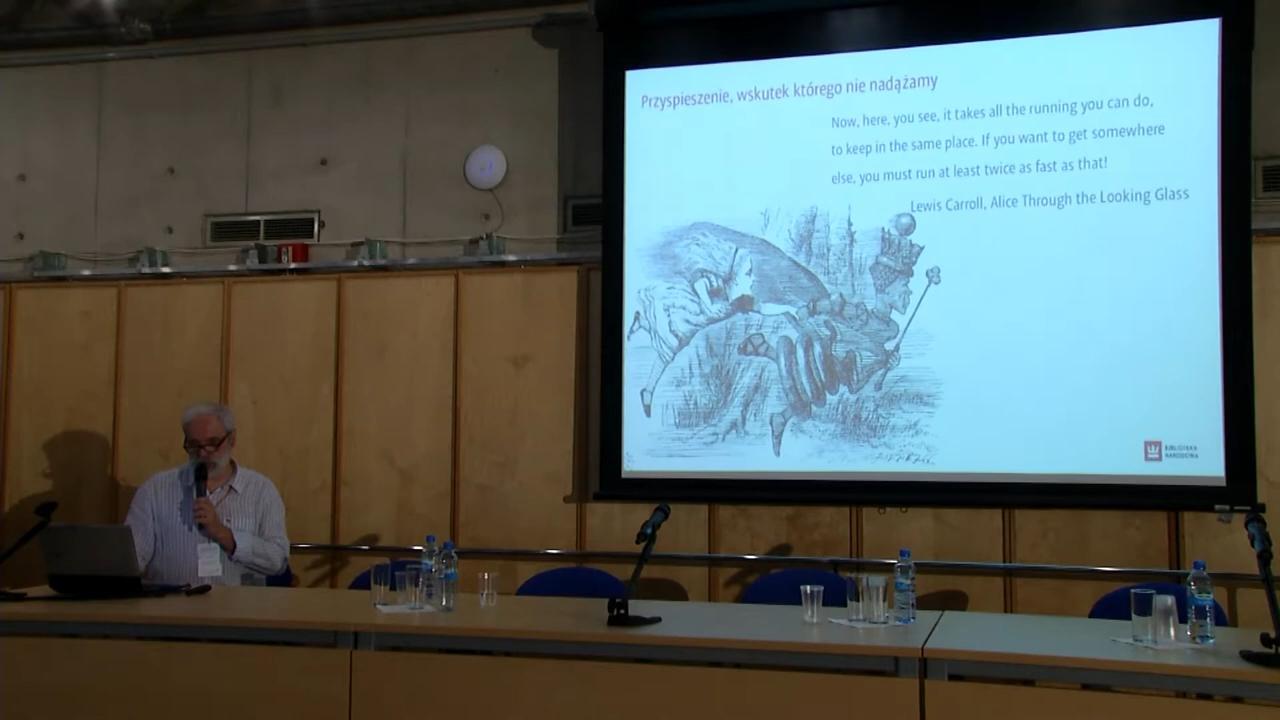 Przyspieszenie, wskutek którego nie nadążamy
Now, here, you see, it takes all the running you can do,
to keep in the same place. If you want to get somewhere
else, you must run at least twice as fast as that!
Lewis Carroll, Alice Through the Looking Glass
BIBLIOTEKA
NARODOWA